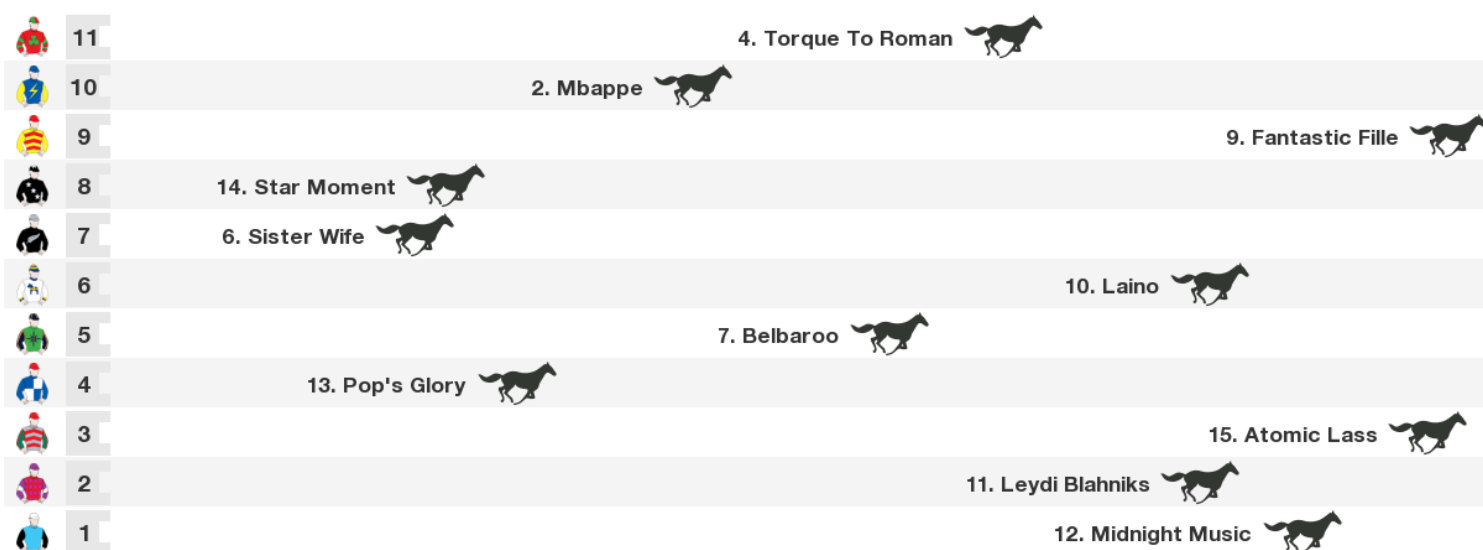 11 4. Torque To Roman
10 2. Mbappe
9 9. Fantastic Fille
8 14. Star Moment
7 6. Sister Wife
6 10. Laino
5 7. Belbaroo
4 13. Pop's Glory
3 15. Atomic Lass
2 11. Leydi Blahniks
1 12. Midnight Music